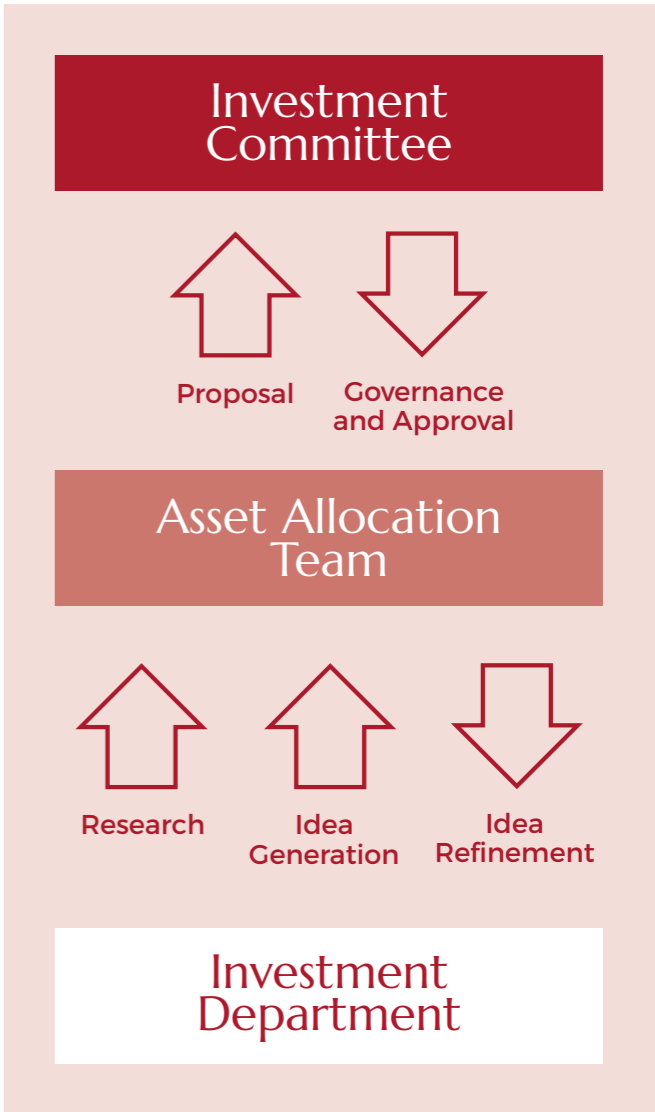 Investment
Committee
Proposal
Governance
and Approval
Asset Allocation
Team
Research
Idea
Generation
Idea
Refinement
Investment
Department